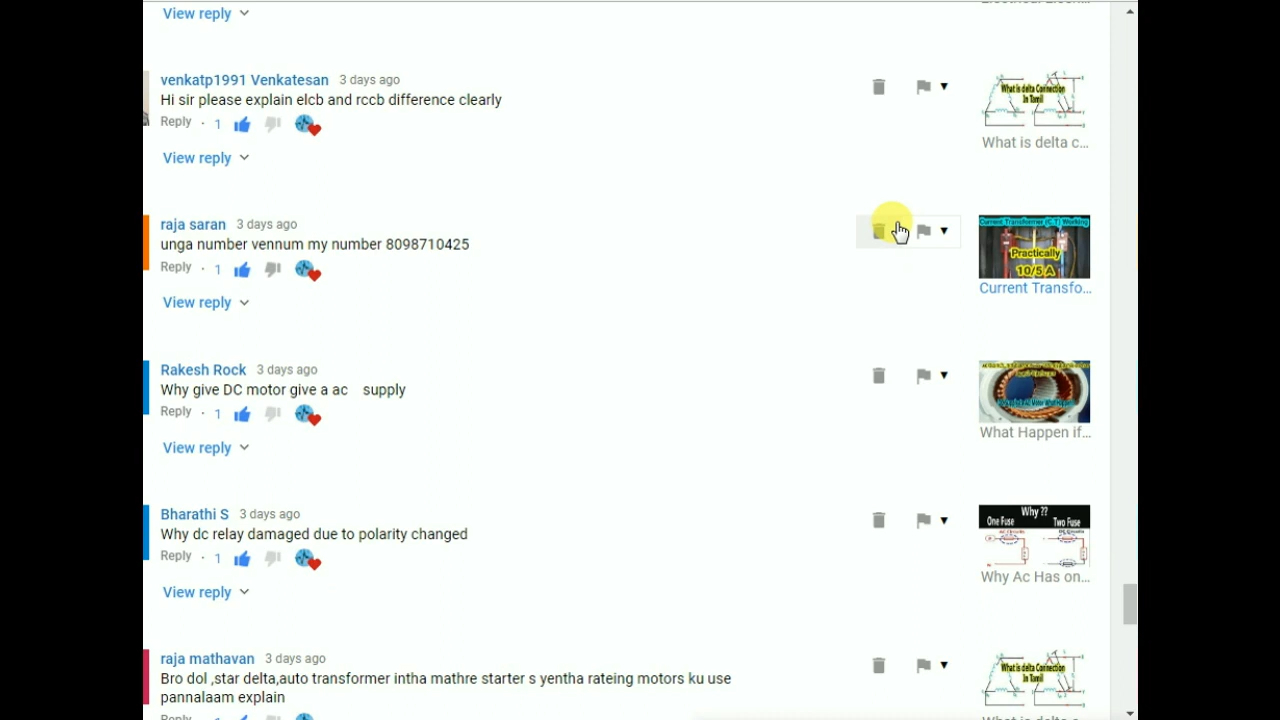 View reply
venkatp1991 Venkatesan 3 days ago
Hi sir please explain elcb and rccb difference clearly
Reply · 1
View reply
What is delta Connection
In Tamil
What is delta c...
raja saran 3 days ago
unga number vennum my number 8098710425
Reply · 1
View reply
Current Transformer (C.T) Working
Practically
10/5 A
Current Transfo...
Rakesh Rock 3 days ago
Why give DC motor give a ac supply
Reply · 1
View reply
What Happen if...
Bharathi S 3 days ago
Why dc relay damaged due to polarity changed
Reply · 1
View reply
Why ??
One Fuse
Two Fuse
Why Ac Has on...
raja mathavan 3 days ago
Bro dol ,star delta,auto transformer intha mathre starter s yentha rateing motors ku use
pannalaam explain
Reply
What is delta Connection
In Tamil